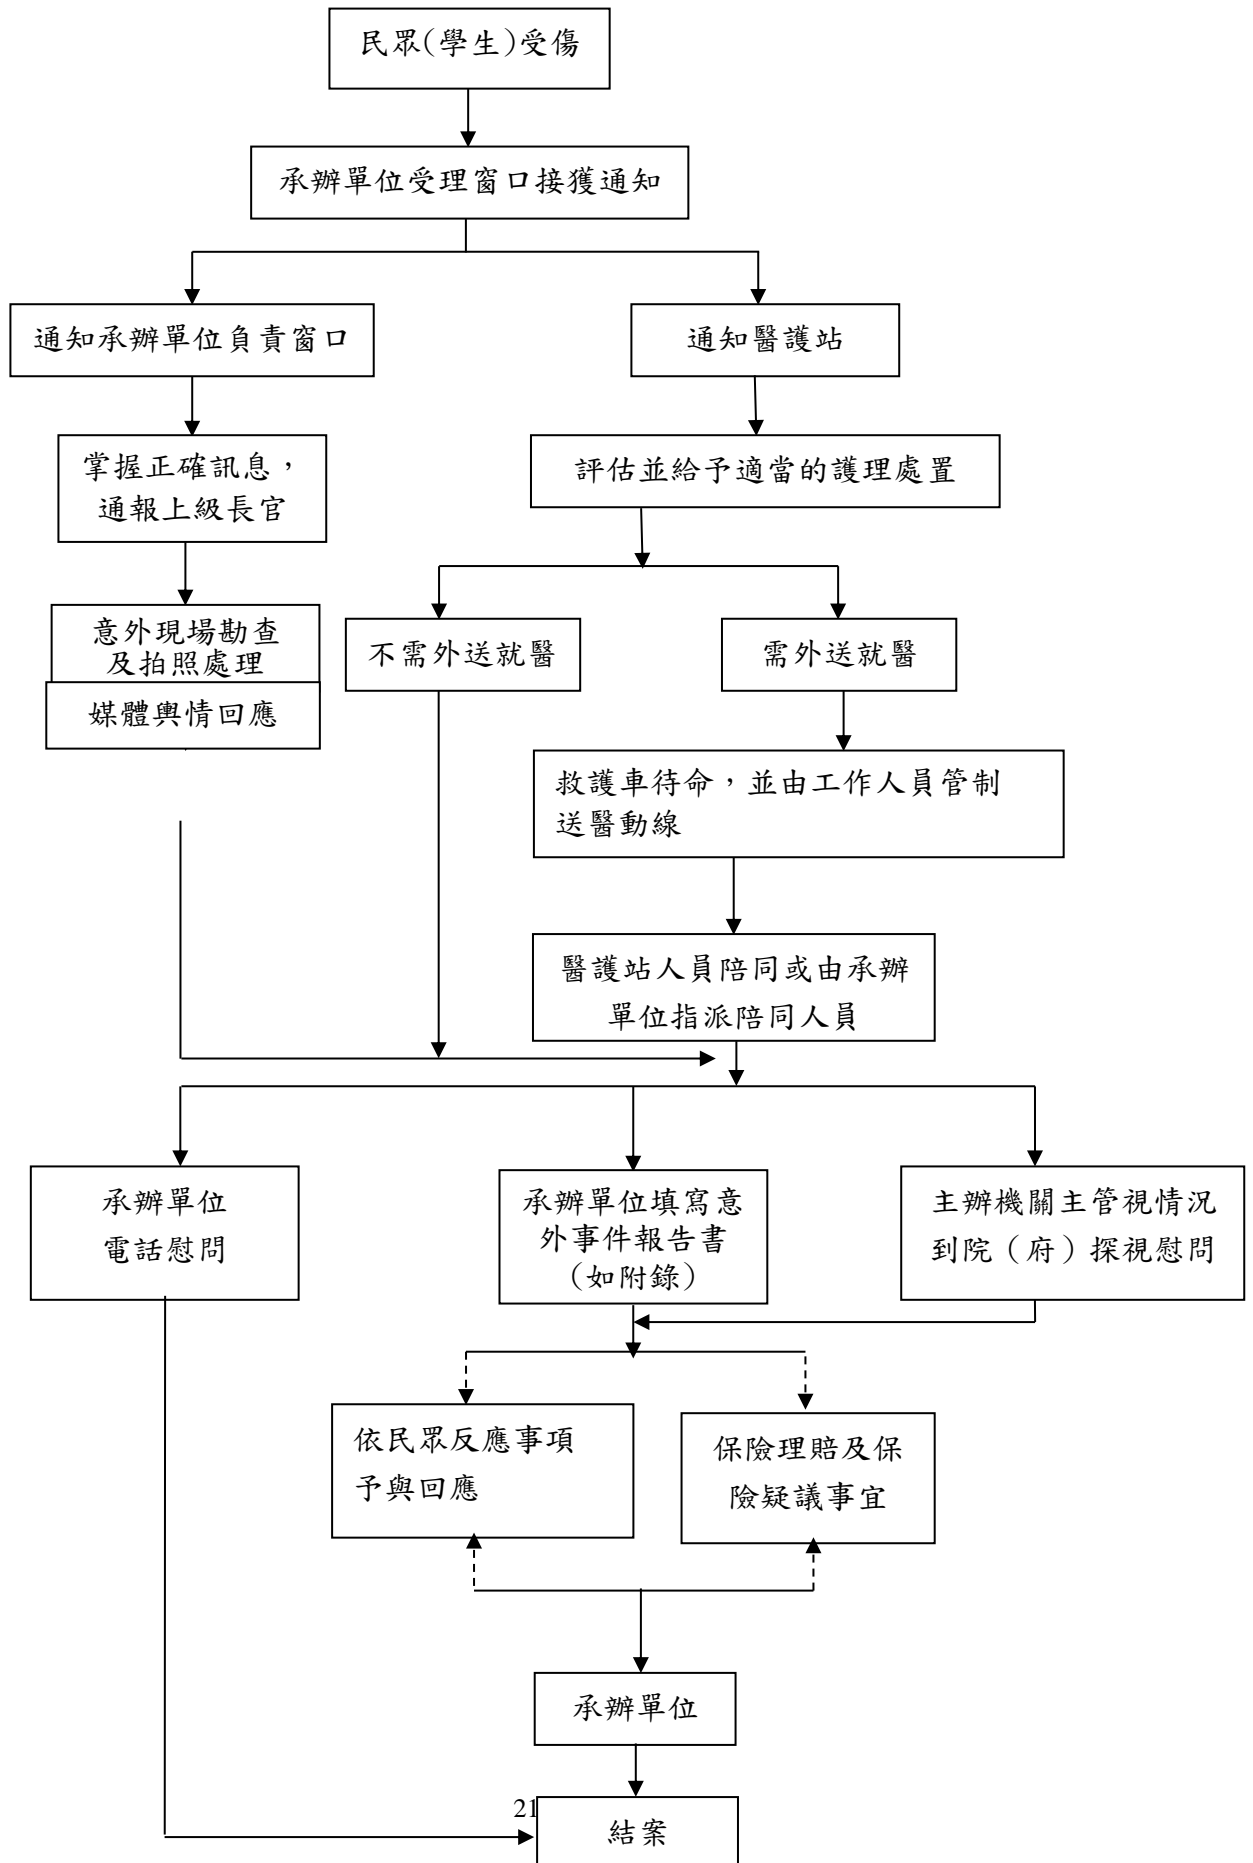 民眾(學生)受傷
承辦單位受理窗口接獲通知
通知承辦單位負責窗口
通知醫護站
掌握正確訊息，
通報上級長官
評估並給予適當的護理處置
意外現場勘查
及拍照處理
媒體輿情回應
不需外送就醫
需外送就醫
救護車待命，並由工作人員管制
送醫動線
醫護站人員陪同或由承辦
單位指派陪同人員
承辦單位
電話慰問
承辦單位填寫意
外事件報告書
（如附錄）
主辦機關主管視情況
到院（府）探視慰問
依民眾反應事項
予與回應
保險理賠及保
險疑議事宜
承辦單位
21
結案